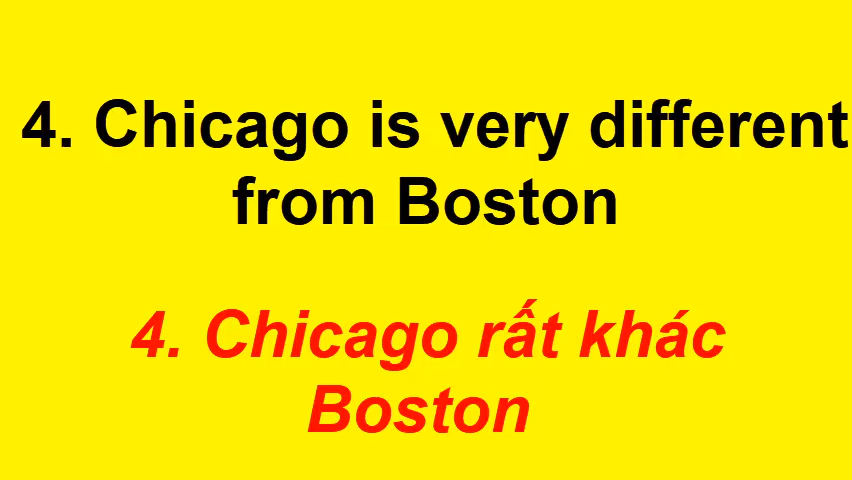 4. Chicago is very different
from Boston
4. Chicago rất khác
Boston